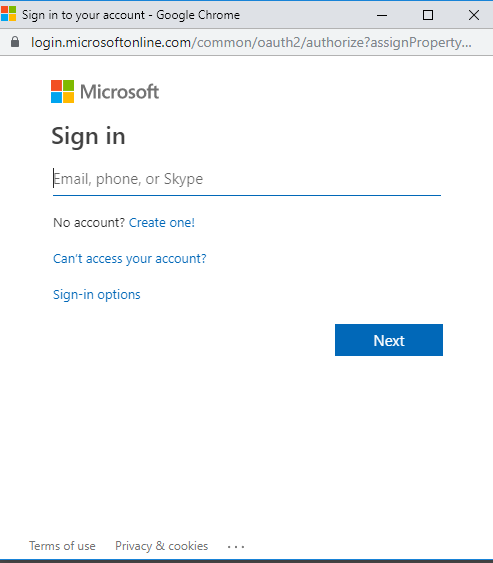 Sign in to your account - Google Chrome
login.microsoftonline.com/common/oauth2/authorize?assignProperty...
Microsoft
Sign in
Email, phone, or Skype
No account? Create one!
Can't access your account?
Sign-in options
Next
Terms of use Privacy & cookies ...